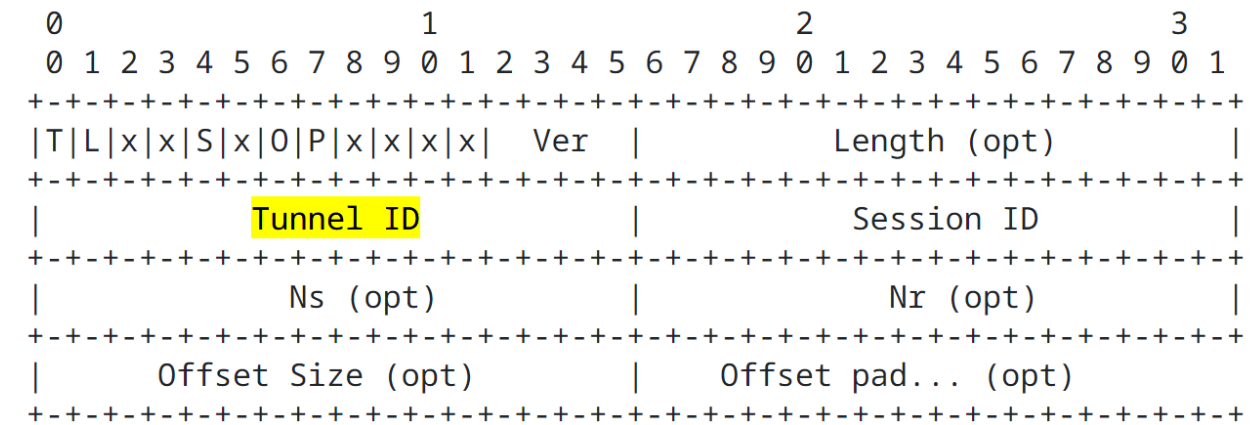 0                   1                   2                   3
 0 1 2 3 4 5 6 7 8 9 0 1 2 3 4 5 6 7 8 9 0 1 2 3 4 5 6 7 8 9 0 1
+-+-+-+-+-+-+-+-+-+-+-+-+-+-+-+-+-+-+-+-+-+-+-+-+-+-+-+-+-+-+-+-+
|T|L|x|x|S|x|O|P|x|x|x|x|  Ver  |          Length (opt)         |
+-+-+-+-+-+-+-+-+-+-+-+-+-+-+-+-+-+-+-+-+-+-+-+-+-+-+-+-+-+-+-+-+
|           Tunnel ID           |           Session ID          |
+-+-+-+-+-+-+-+-+-+-+-+-+-+-+-+-+-+-+-+-+-+-+-+-+-+-+-+-+-+-+-+-+
|             Ns (opt)          |             Nr (opt)          |
+-+-+-+-+-+-+-+-+-+-+-+-+-+-+-+-+-+-+-+-+-+-+-+-+-+-+-+-+-+-+-+-+
|      Offset Size (opt)        |    Offset pad... (opt)
+-+-+-+-+-+-+-+-+-+-+-+-+-+-+-+-+-+-+-+-+-+-+-+-+-+-+-+-+-+-+-+-+